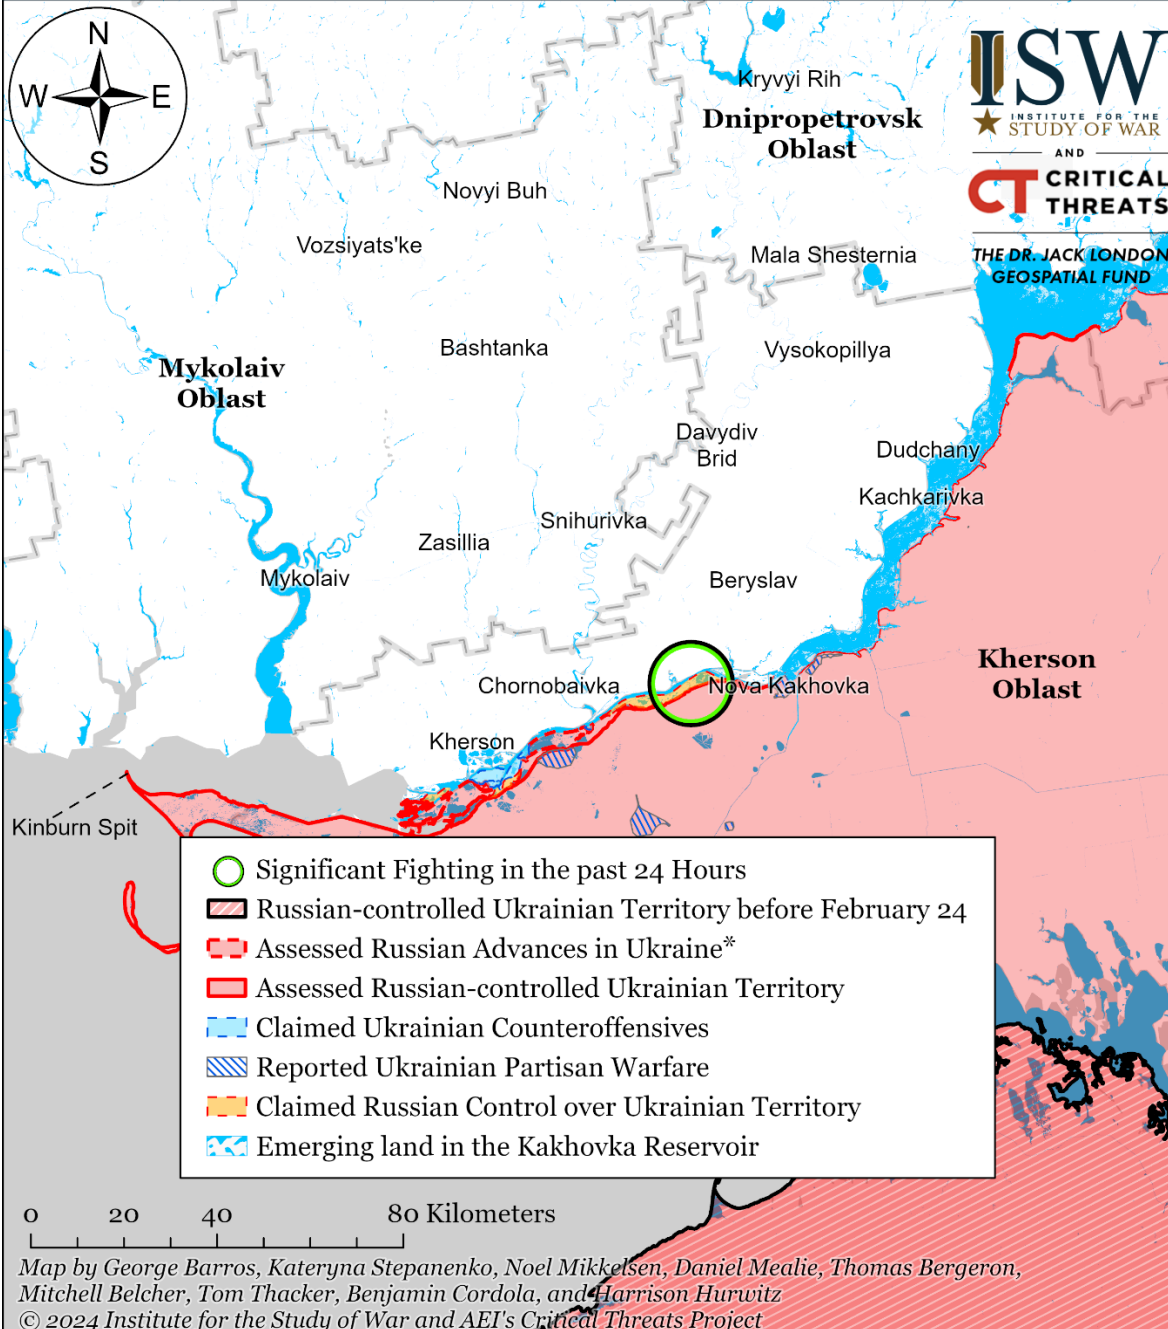 N
W
E
S
Kryvyi Rih
Dnipropetrovsk
Oblast
ISW
INSTITUTE FOR THE
STUDY OF WAR
AND
CT CRITICAL
THREATS
THE DR. JACK LONDON
GEOSPATIAL FUND
Novyi Buh
Vozsiyats'ke
Mala Shesternia
Bashtanka
Vysokopillya
Mykolaiv
Oblast
Davydiv
Brid
Dudchany
Kachkarivka
Snihurivka
Zasillia
Mykolaiv
Beryslav
Kherson
Oblast
Chornobaivka
Nova Kakhovka
Kherson
Kinburn Spit
Significant Fighting in the past 24 Hours
Russian-controlled Ukrainian Territory before February 24
Assessed Russian Advances in Ukraine*
Assessed Russian-controlled Ukrainian Territory
Claimed Ukrainian Counteroffensives
Reported Ukrainian Partisan Warfare
Claimed Russian Control over Ukrainian Territory
Emerging land in the Kakhovka Reservoir
0 20 40 80 Kilometers
Map by George Barros, Kateryna Stepanenko, Noel Mikkelsen, Daniel Mealie, Thomas Bergeron,
Mitchell Belcher, Tom Thacker, Benjamin Cordola, and Harrison Hurwitz
© 2024 Institute for the Study of War and AEI's Critical Threats Project